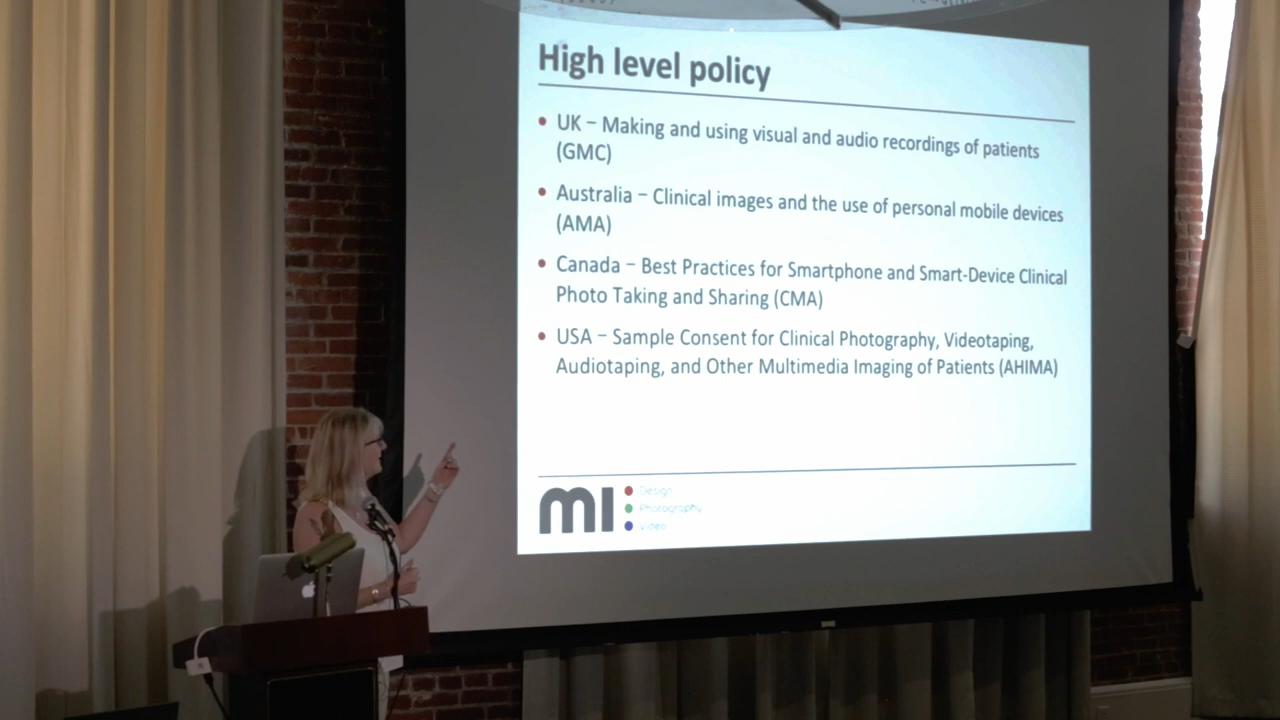 High level policy
• UK – Making and using visual and audio recordings of patients
(GMC)
• Australia – Clinical images and the use of personal mobile devices
(AMA)
• Canada – Best Practices for Smartphone and Smart-Device Clinical
Photo Taking and Sharing (CMA)
• USA – Sample Consent for Clinical Photography, Videotaping,
Audiotaping, and Other Multimedia Imaging of Patients (AHIMA)
mi
Design
Photography
Video